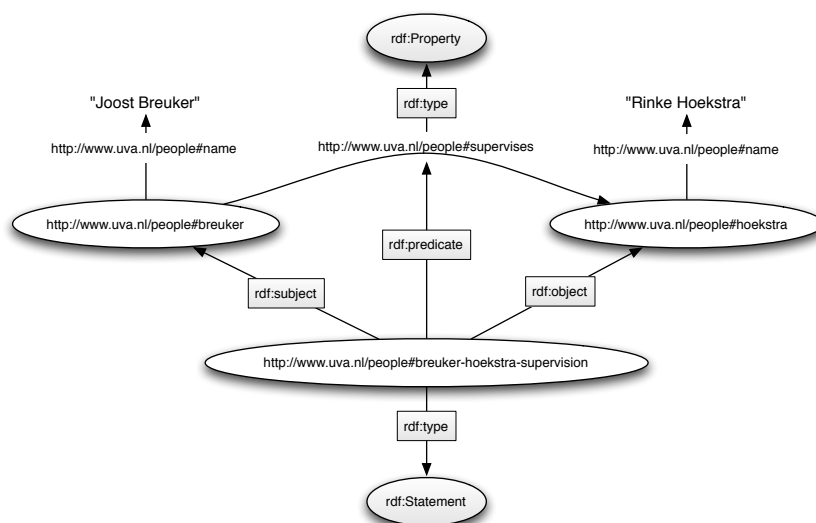 rdf:Property
rdf:type
"Joost Breuker"
"Rinke Hoekstra"
http://www.uva.nl/people#name
http://www.uva.nl/people#supervises
http://www.uva.nl/people#name
http://www.uva.nl/people#breuker
http://www.uva.nl/people#hoekstra
rdf:predicate
rdf:subject
rdf:object
http://www.uva.nl/people#breuker-hoekstra-supervision
rdf:type
rdf:Statement